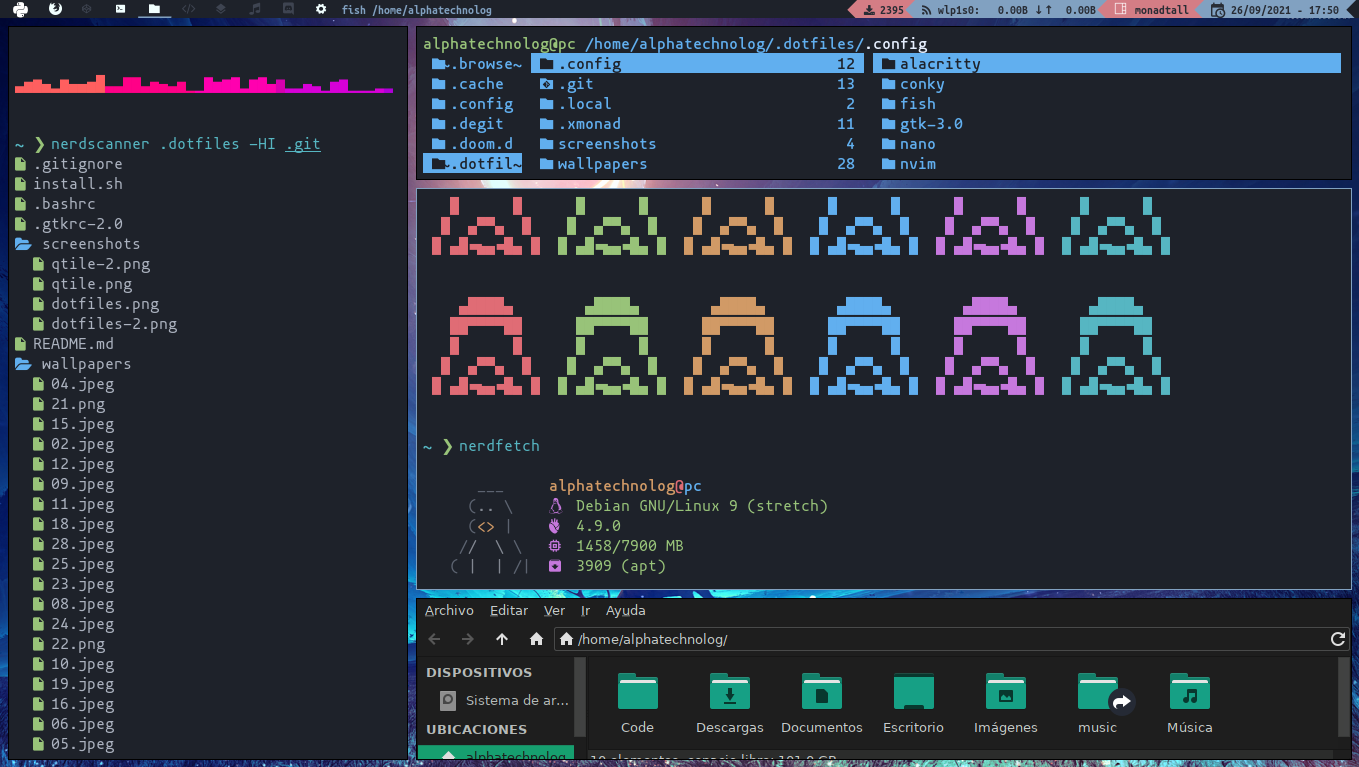 fish /home/alphatechnolog
2395
wlp1s0: 0.00B ↓↑ 0.00B
monadtall
26/09/2021 - 17:50
~ ❯ nerdscanner .dotfiles -HI .git
.gitignore
install.sh
.bashrc
.gtkrc-2.0
screenshots
qtile-2.png
qtile.png
dotfiles.png
dotfiles-2.png
README.md
wallpapers
04.jpeg
21.png
15.jpeg
02.jpeg
12.jpeg
09.jpeg
11.jpeg
18.jpeg
28.jpeg
25.jpeg
23.jpeg
08.jpeg
24.jpeg
22.png
10.jpeg
19.jpeg
16.jpeg
06.jpeg
05.jpeg
alphatechnolog@pc /home/alphatechnolog/.dotfiles/.config
.browse~ .config 12 alacritty
.cache .git 13 conky
.config .local 2 fish
.degit .xmonad 11 gtk-3.0
.doom.d screenshots 4 nano
.dotfil~ wallpapers 28 nvim
~ ❯ nerdfetch
alphatechnolog@pc
Debian GNU/Linux 9 (stretch)
4.9.0
1458/7900 MB
3909 (apt)
Archivo Editar Ver Ir Ayuda
/home/alphatechnolog/
DISPOSITIVOS
Sistema de ar...
UBICACIONES
alphatechnolog
Code Descargas Documentos Escritorio Imágenes music Música